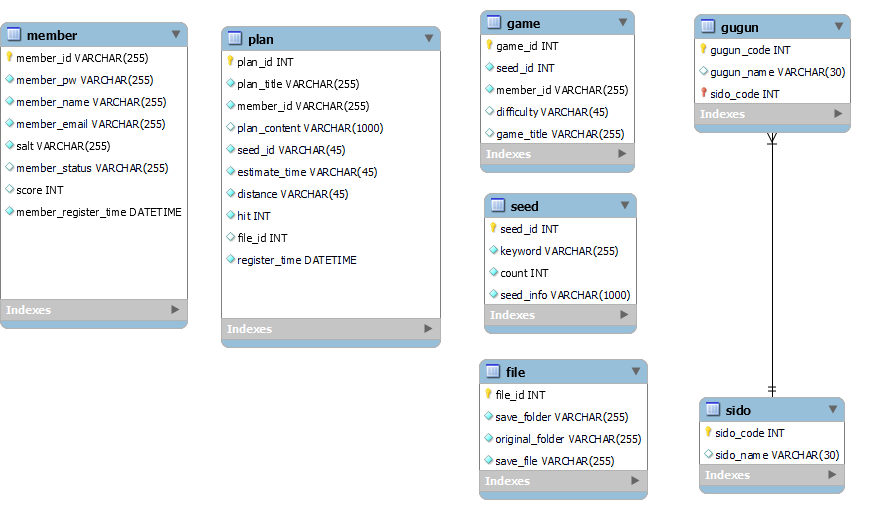 member
member_id VARCHAR(255)
member_pw VARCHAR(255)
member_name VARCHAR(255)
member_email VARCHAR(255)
salt VARCHAR(255)
member_status VARCHAR(255)
score INT
member_register_time DATETIME
Indexes
plan
plan_id INT
plan_title VARCHAR(255)
member_id VARCHAR(255)
plan_content VARCHAR(1000)
seed_id VARCHAR(45)
estimate_time VARCHAR(45)
distance VARCHAR(45)
hit INT
file_id INT
register_time DATETIME
Indexes
game
game_id INT
seed_id INT
member_id VARCHAR(255)
difficulty VARCHAR(45)
game_title VARCHAR(255)
Indexes
seed
seed_id INT
keyword VARCHAR(255)
count INT
seed_info VARCHAR(1000)
Indexes
file
file_id INT
save_folder VARCHAR(255)
original_folder VARCHAR(255)
save_file VARCHAR(255)
Indexes
gugun
gugun_code INT
gugun_name VARCHAR(30)
sido_code INT
Indexes
sido
sido_code INT
sido_name VARCHAR(30)
Indexes